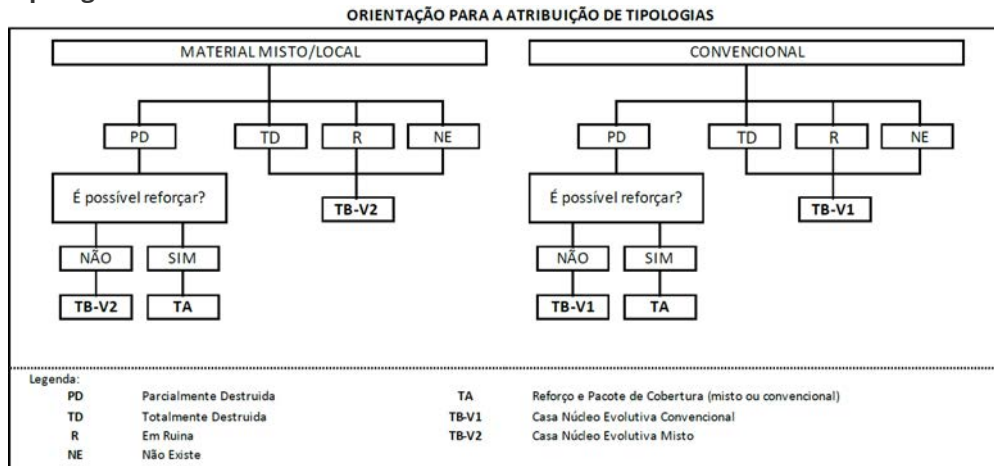 ORIENTAÇÃO PARA A ATRIBUIÇÃO DE TIPOLOGIAS
MATERIAL MISTO/LOCAL
CONVENCIONAL
PD TD R NE
PD TD R NE
É possível reforçar?
TB-V2
É possível reforçar?
TB-V1
NÃO SIM
NÃO SIM
TB-V2 TA
TB-V1 TA
Legenda:
PD Parcialmente Destruida
TA Reforço e Pacote de Cobertura (misto ou convencional)
TD Totalmente Destruida
TB-V1 Casa Núcleo Evolutiva Convencional
R Em Ruina
TB-V2 Casa Núcleo Evolutiva Misto
NE Não Existe